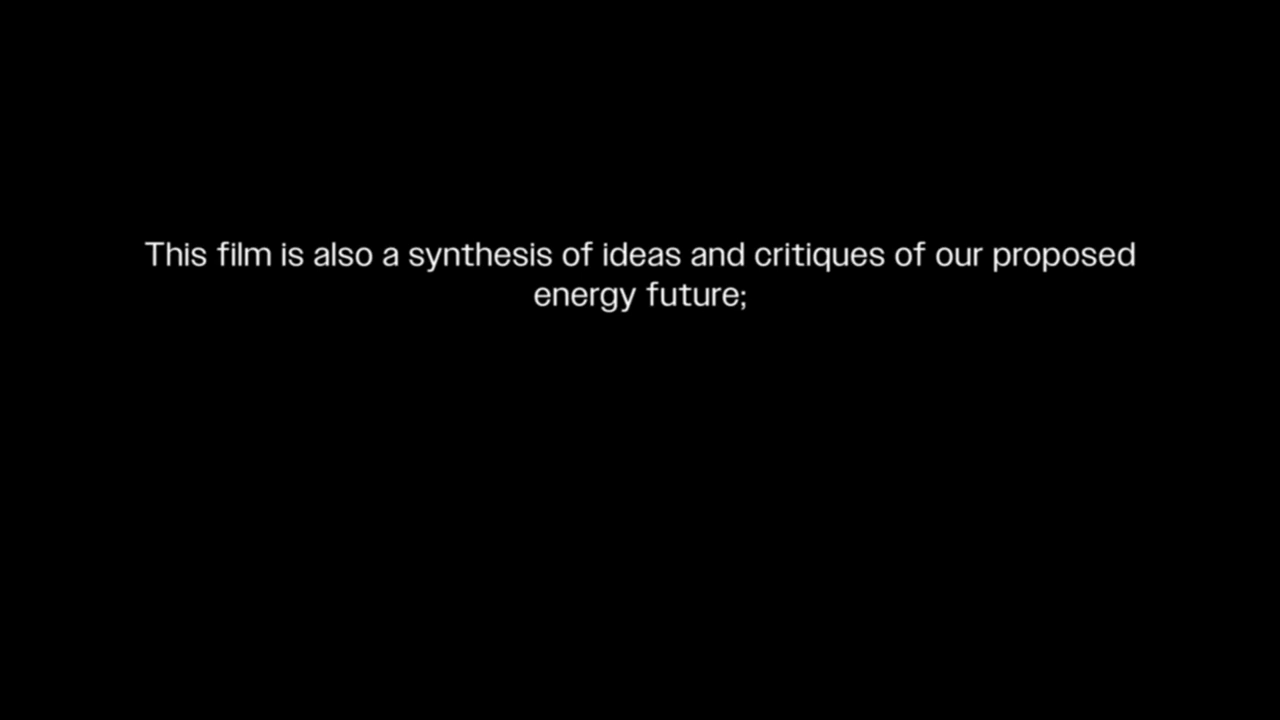 This film is also a synthesis of ideas and critiques of our proposed
energy future;